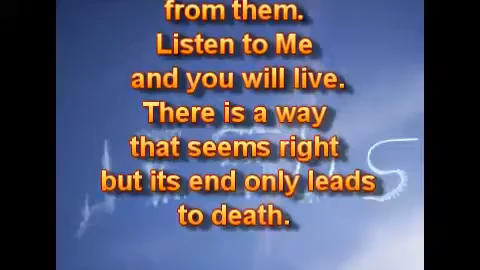 from them.
Listen to Me
and you will live.
There is a way
that seems right
but its end only leads
to death.